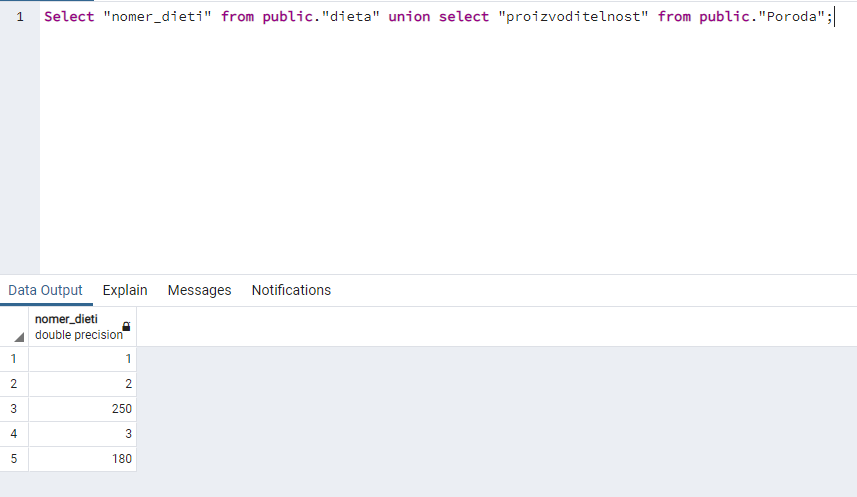 1 Select "nomer_dieti" from public."dieta" union select "proizvoditelnost" from public."Poroda";
Data Output Explain Messages Notifications
nomer_dieti
double precision
1 1
2 2
3 250
4 3
5 180